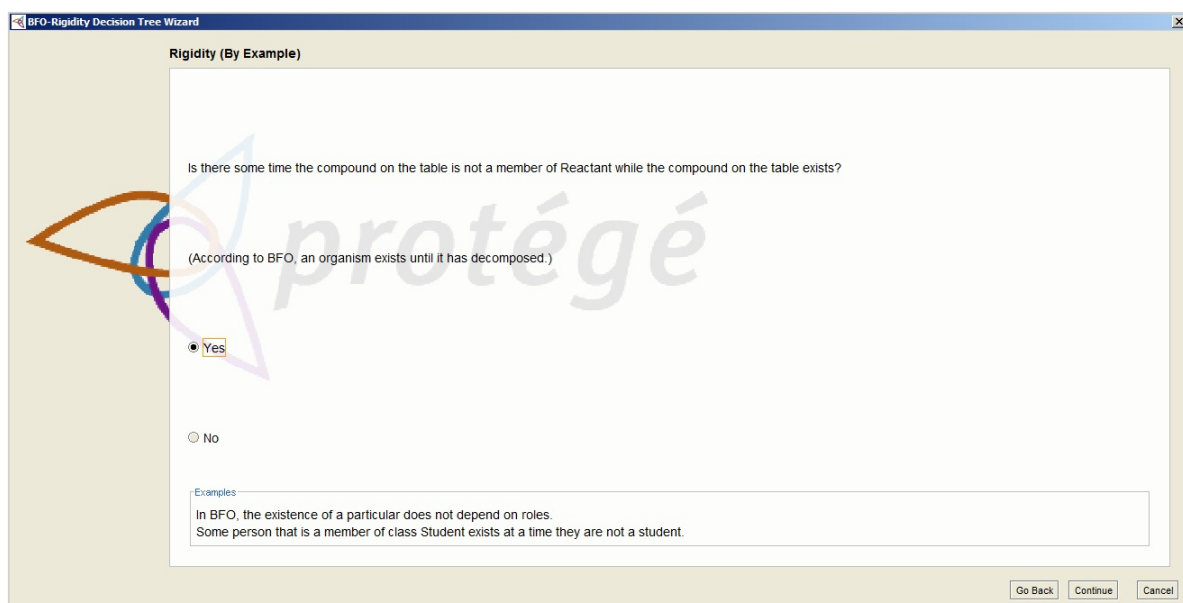 BFO-Rigidity Decision Tree Wizard
Rigidity (By Example)
Is there some time the compound on the table is not a member of Reactant while the compound on the table exists?
protégé
(According to BFO, an organism exists until it has decomposed.)
Yes
No
Examples
In BFO, the existence of a particular does not depend on roles.
Some person that is a member of class Student exists at a time they are not a student.
Go Back Continue Cancel